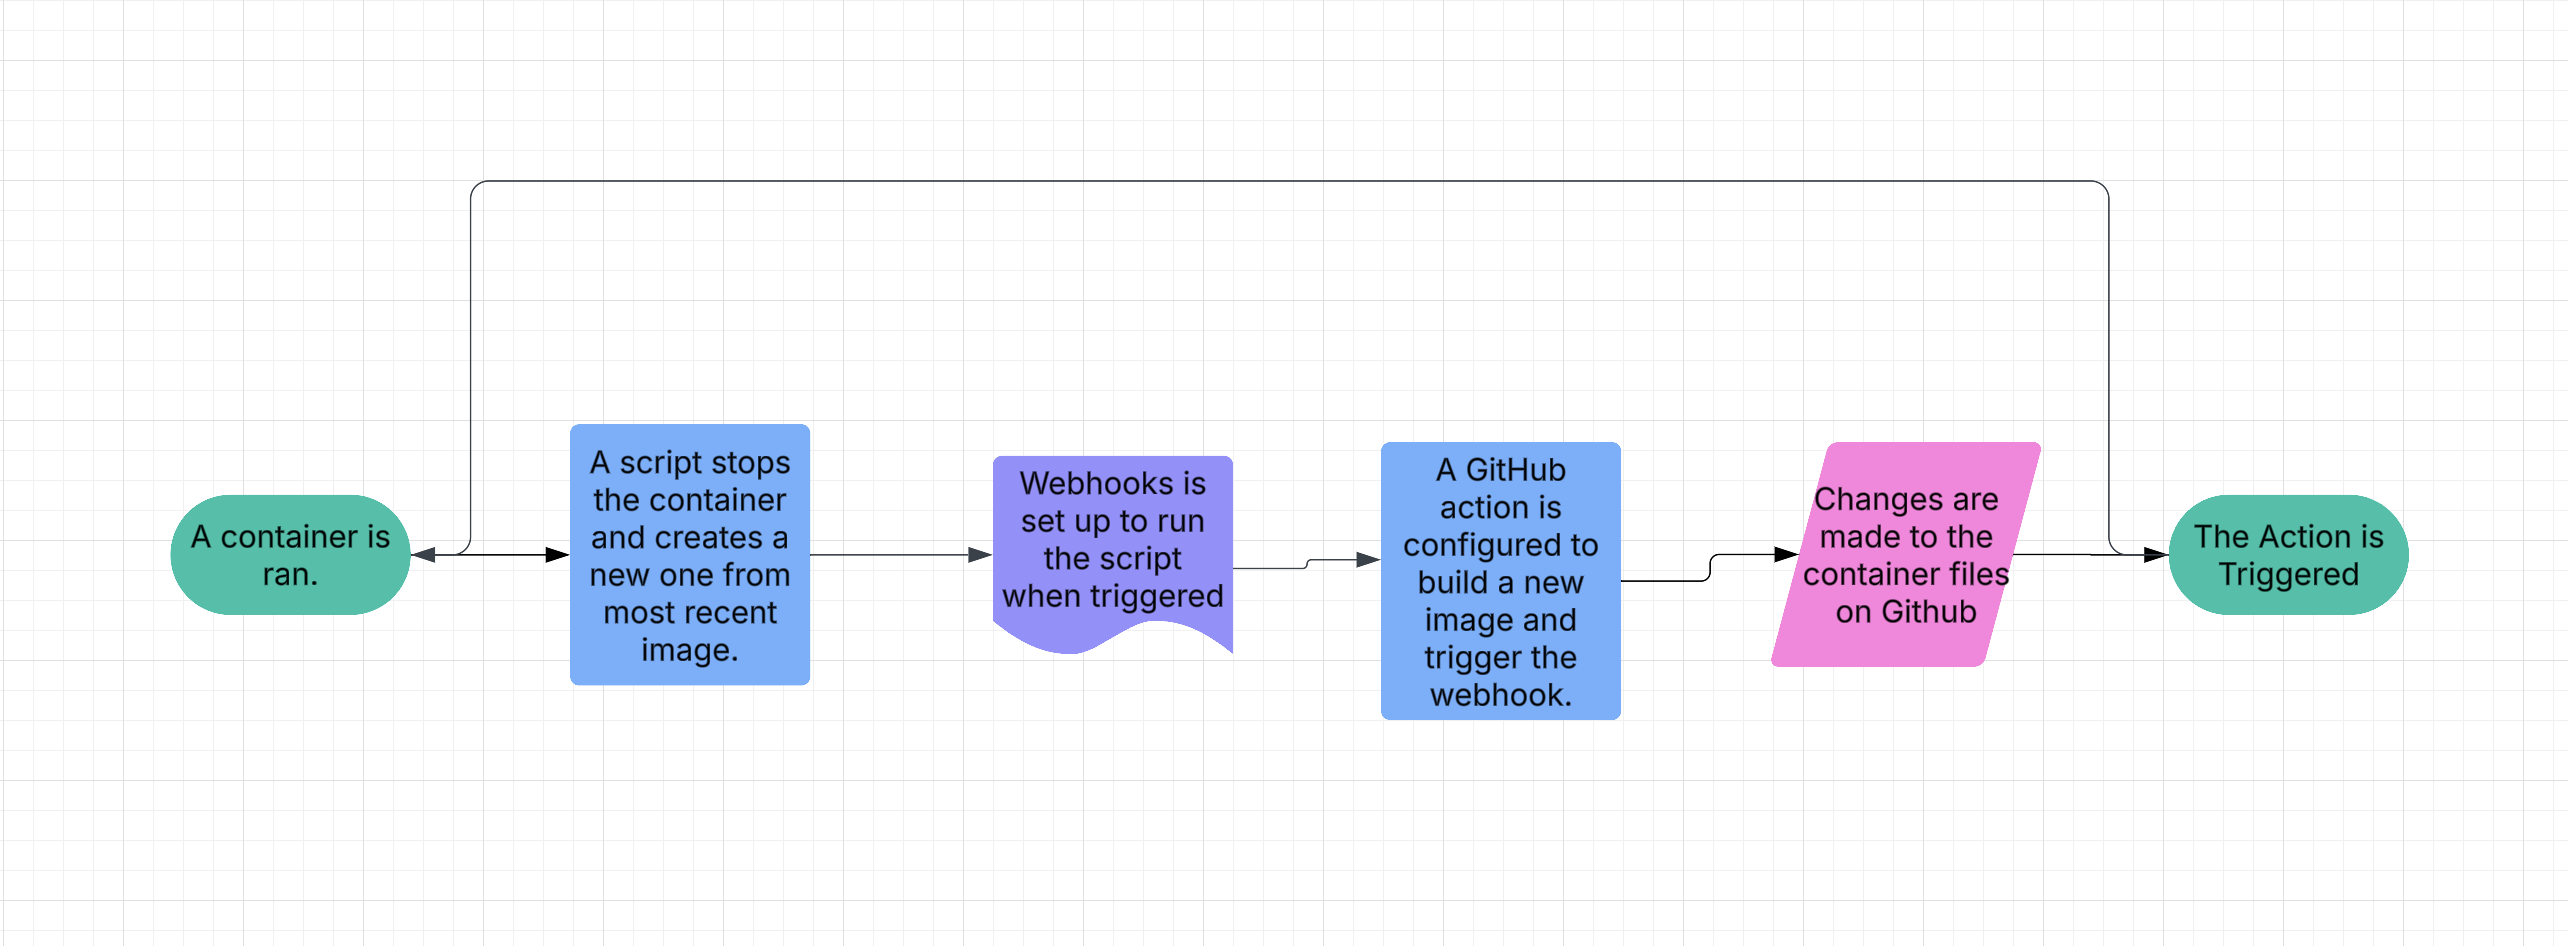 A container is
ran.
A script stops
the container
and creates a
new one from
most recent
image.
Webhooks is
set up to run
the script
when triggered
A GitHub
action is
configured to
build a new
image and
trigger the
webhook.
Changes are
made to the
container files
on Github
The Action is
Triggered